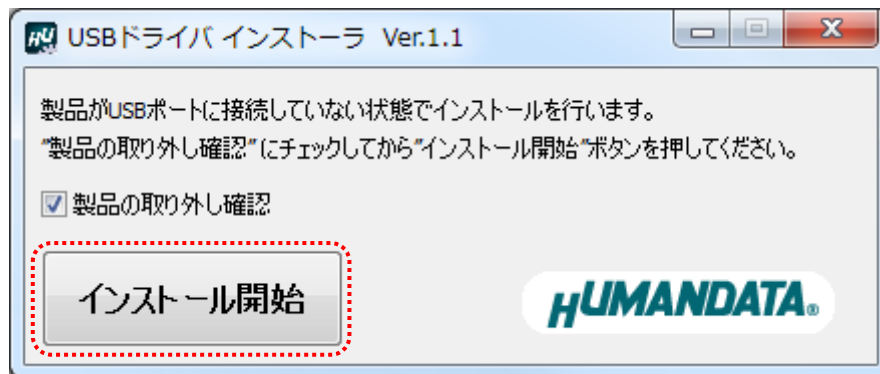 USBドライバ インストーラ Ver.1.1
製品がUSBポートに接続していない状態でインストールを行います。
"製品の取り外し確認"にチェックしてから"インストール開始"ボタンを押してください。
製品の取り外し確認
インストール開始
HUMANDATA®